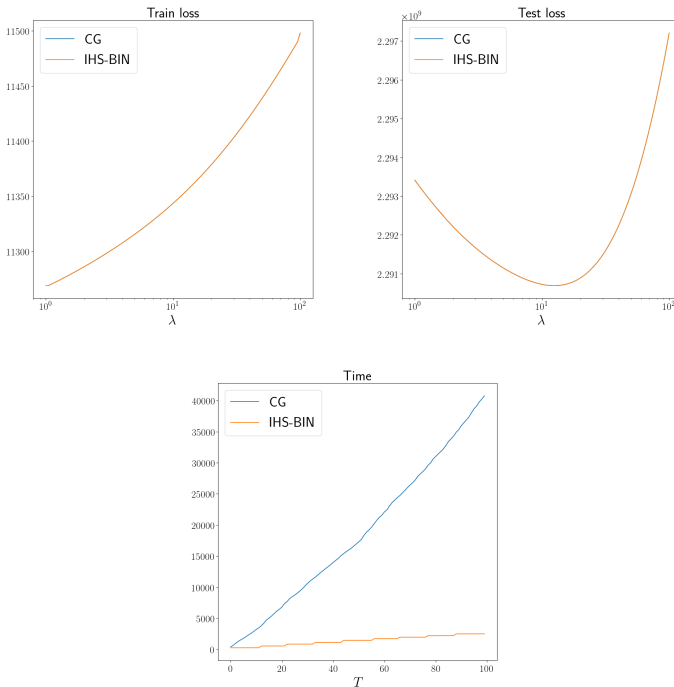 Train loss
11500
11400
11350
11300
CG
IHS-BIN
10^0
10^1
10^2
λ
Test loss
×10^9
2.297
2.296
2.295
2.294
2.293
2.292
2.291
CG
IHS-BIN
10^0
10^1
10^2
λ
Time
40000
35000
30000
25000
20000
15000
10000
5000
0
CG
IHS-BIN
0
20
40
60
80
100
T